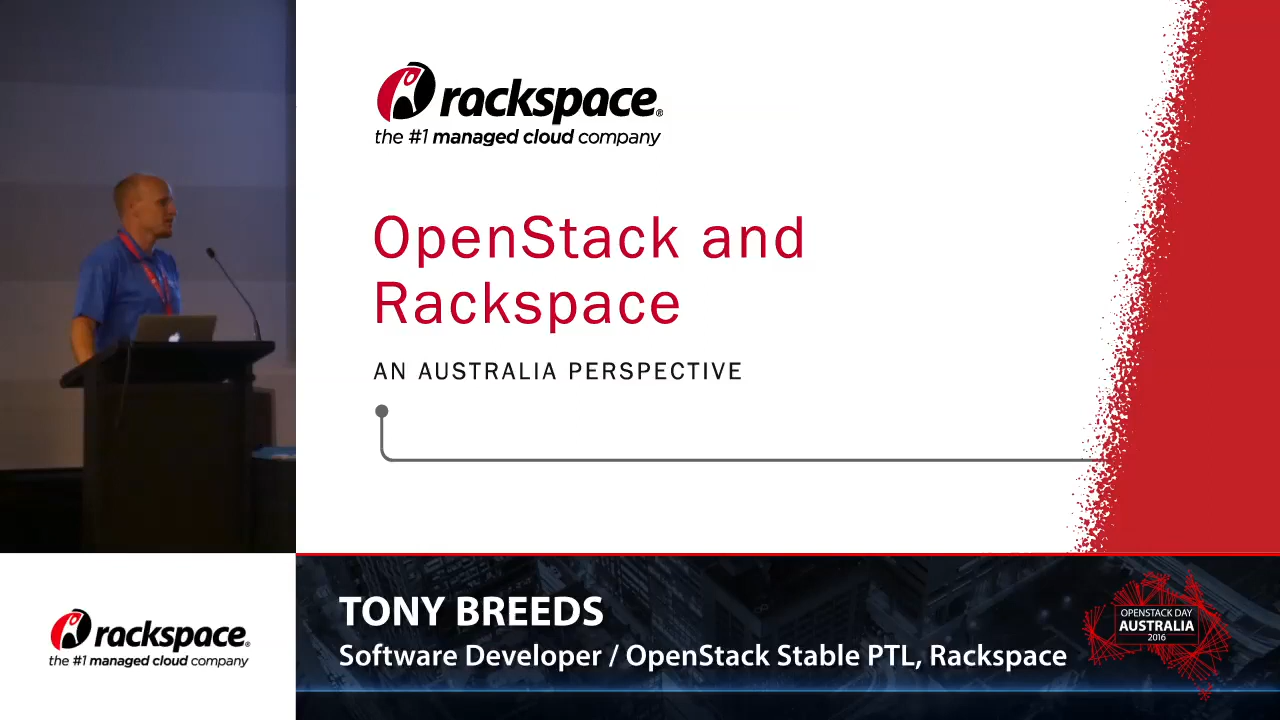 rackspace®
the #1 managed cloud company
OpenStack and
Rackspace
AN AUSTRALIA PERSPECTIVE
rackspace®
the #1 managed cloud company
TONY BREEDS
Software Developer / OpenStack Stable PTL, Rackspace
OPENSTACK DAY
AUSTRALIA
2016